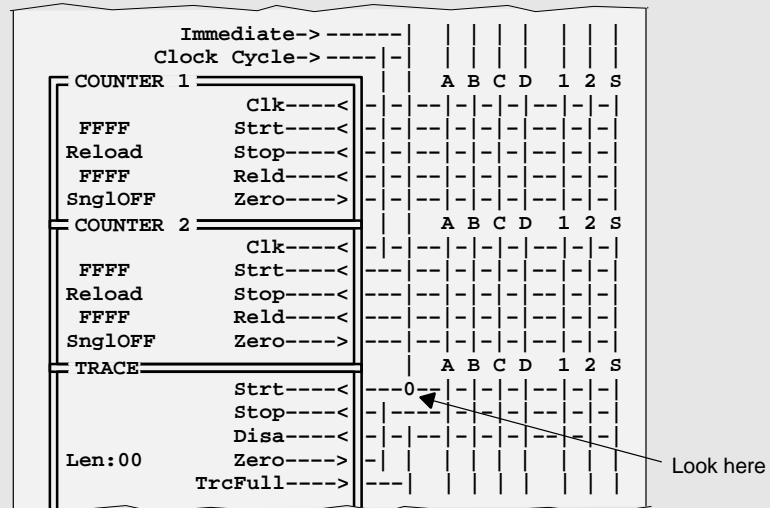 Immediate-> ------|  |  |  |  |  |  |  |
Clock Cycle-> ----|-|  |  |  |  |  |  |  |
COUNTER 1 A B C D 1 2 S
Clk----< |-|-|--|-|-|-|--|-|-|
FFFF Strt----< |-|-|--|-|-|-|--|-|-|
Reload Stop----< |-|-|--|-|-|-|--|-|-|
FFFF Reld----< |-|-|--|-|-|-|--|-|-|
SnglOFF Zero----> |-|-|--|-|-|-|--|-|-|
COUNTER 2 A B C D 1 2 S
Clk----< |-|-|--|-|-|-|--|-|-|
FFFF Strt----< |---|--|-|-|-|--|-|-|
Reload Stop----< |---|--|-|-|-|--|-|-|
FFFF Reld----< |---|--|-|-|-|--|-|-|
SnglOFF Zero----> |---|--|-|-|-|--|-|-|
TRACE A B C D 1 2 S
Strt----< |---0--|-|-|-|--|-|-|
Stop----< |-|----|-|-|-|--|-|-|
Disa----< |-|-|--|-|-|-|--|-|-|
Len:00 Zero----> |-| |  |  |  |  |  |  |  |
TrcFull----> |---|  |  |  |  |  |  |  |
Look here